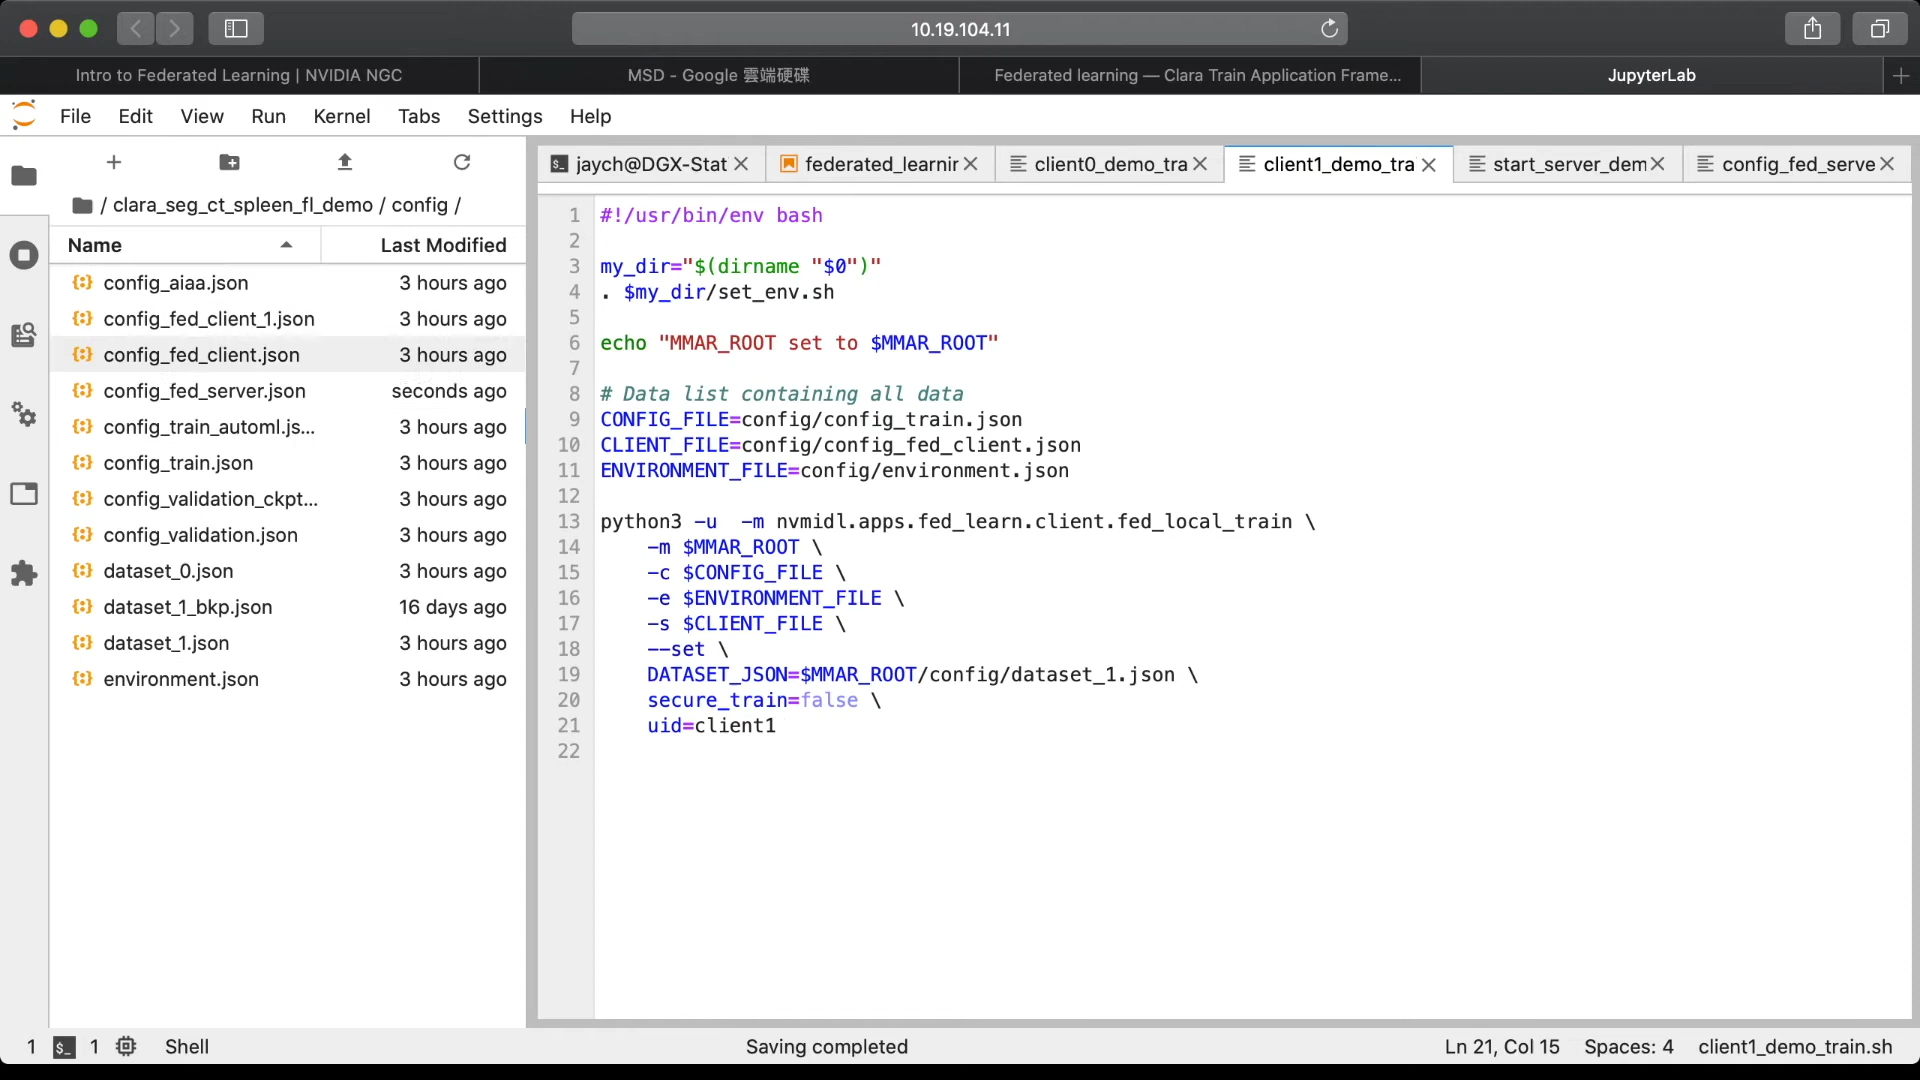 10.19.104.11
Intro to Federated Learning | NVIDIA NGC
MSD - Google 雲端硬碟
Federated learning — Clara Train Application Frame...
JupyterLab
File Edit View Run Kernel Tabs Settings Help
/ clara_seg_ct_spleen_fl_demo / config /
Name Last Modified
config_aiaa.json 3 hours ago
config_fed_client_1.json 3 hours ago
config_fed_client.json 3 hours ago
config_fed_server.json seconds ago
config_train_automl.js... 3 hours ago
config_train.json 3 hours ago
config_validation_ckpt... 3 hours ago
config_validation.json 3 hours ago
dataset_0.json 3 hours ago
dataset_1_bkp.json 16 days ago
dataset_1.json 3 hours ago
environment.json 3 hours ago
jaych@DGX-Stat
federated_learnir
client0_demo_tra
client1_demo_tra
start_server_dem
config_fed_serve
1 #!/usr/bin/env bash
2
3 my_dir="$(dirname "$0")"
4 . $my_dir/set_env.sh
5
6 echo "MMAR_ROOT set to $MMAR_ROOT"
7
8 # Data list containing all data
9 CONFIG_FILE=config/config_train.json
10 CLIENT_FILE=config/config_fed_client.json
11 ENVIRONMENT_FILE=config/environment.json
12
13 python3 -u  -m nvmidl.apps.fed_learn.client.fed_local_train \
14     -m $MMAR_ROOT \
15     -c $CONFIG_FILE \
16     -e $ENVIRONMENT_FILE \
17     -s $CLIENT_FILE \
18     --set \
19     DATASET_JSON=$MMAR_ROOT/config/dataset_1.json \
20     secure_train=false \
21     uid=client1
22
1 $_ 1 Shell
Saving completed
Ln 21, Col 15 Spaces: 4 client1_demo_train.sh